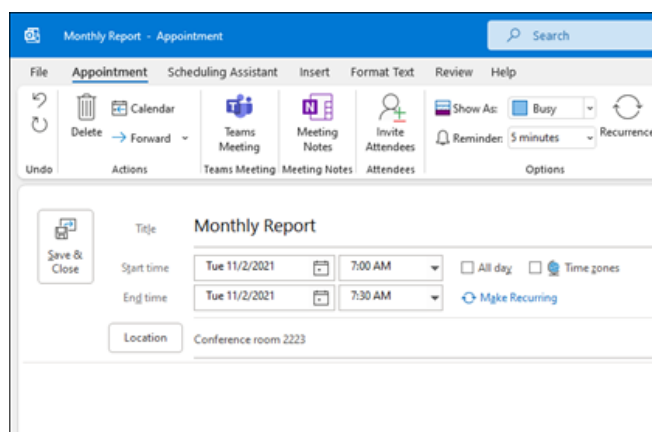 Monthly Report - Appointment
Search
File Appointment Scheduling Assistant Insert Format Text Review Help
Delete
Calendar
Forward
Teams Meeting
Meeting Notes
Invite Attendees
Show As: Busy
Reminder: 5 minutes
Recurrence
Undo Actions Teams Meeting Meeting Notes Attendees Options
Save & Close
Title Monthly Report
Start time Tue 11/2/2021 7:00 AM All day Time zones
End time Tue 11/2/2021 7:30 AM Make Recurring
Location Conference room 2223